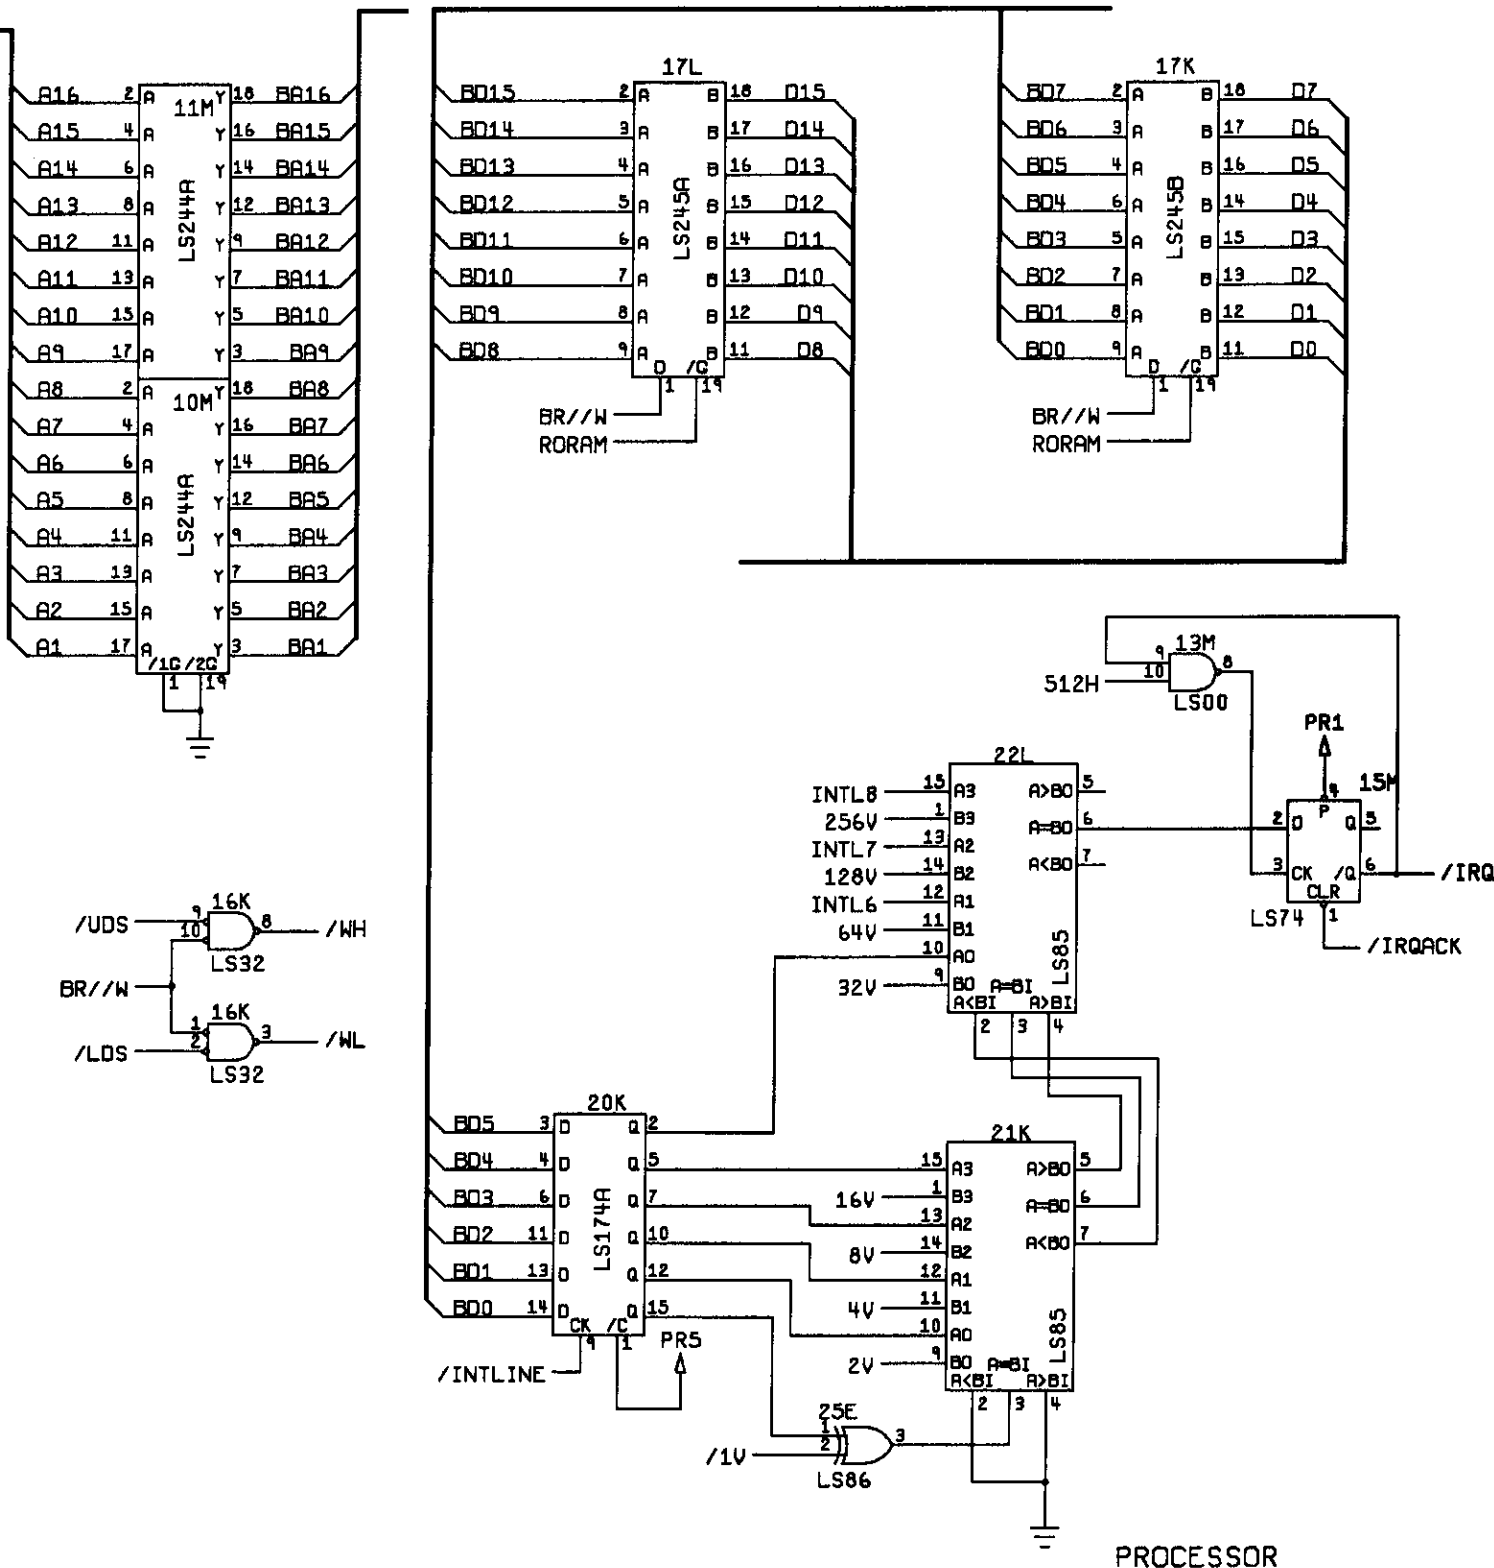 17L
17K
A16 2 A 11M Y 18 BA16
A15 4 A Y 16 BA15
A14 6 A Y 14 BA14
A13 8 A Y 12 BA13
A12 11 A Y 9 BA12
A11 13 A Y 7 BA11
A10 15 A Y 5 BA10
A9 17 A Y 3 BA9
LS244A
A8 2 A 10M Y 18 BA8
A7 4 A Y 16 BA7
A6 6 A Y 14 BA6
A5 8 A Y 12 BA5
A4 11 A Y 9 BA4
A3 13 A Y 7 BA3
A2 15 A Y 5 BA2
A1 17 A Y 3 BA1
LS244A
/1G /2G
1 19
BD15 2 A B 18 D15
BD14 3 A B 17 D14
BD13 4 A B 16 D13
BD12 5 A B 15 D12
BD11 6 A B 14 D11
BD10 7 A B 13 D10
BD9 8 A B 12 D9
BD8 9 A B 11 D8
LS245A
D /G
1 19
BR//W
RORAM
BD7 2 A B 18 D7
BD6 3 A B 17 D6
BD5 4 A B 16 D5
BD4 6 A B 14 D4
BD3 5 A B 15 D3
BD2 7 A B 13 D2
BD1 8 A B 12 D1
BD0 9 A B 11 D0
LS245B
D /G
1 19
BR//W
RORAM
13M
9
10
8
512H
LS00
PR1
4
15M
2 D P Q 5
3 CK /Q 6 /IRQ
CLR
LS74
1
/IRQACK
22L
INTL8 15 A3 A>BO 5
256V 1 B3
INTL7 13 A2 A=BO 6
128V 14 B2 A<BO 7
INTL6 12 A1
64V 11 B1
10 A0
32V 9 B0
LS85
A=BI
A<BI A>BI
2 3 4
16K
/UDS 9
10
8 /WH
LS32
BR//W
16K
1
/LDS 2
3 /WL
LS32
20K
BD5 3 D Q 2
BD4 4 D Q 5
BD3 6 D Q 7
BD2 11 D Q 10
BD1 13 D Q 12
BD0 14 D Q 15
LS174A
CK /C
9 1
PR5
/INTLINE
21K
15 A3 A>BO 5
16V 1 B3 A=BO 6
13 A2
8V 14 B2 A<BO 7
12 A1
4V 11 B1
10 A0
2V 9 B0
LS85
A=BI
A<BI A>BI
2 3 4
25E
1
/1V 2
3
LS86
PROCESSOR